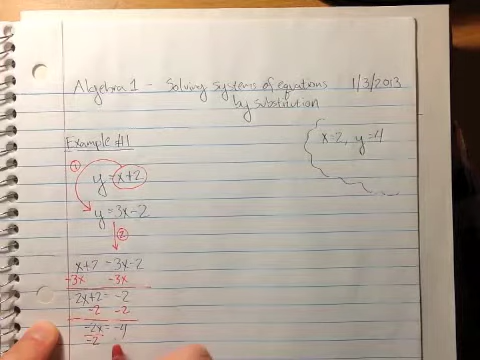 Algebra 1 - Solving systems of equations 1/3/2013
by substitution
Example #1
x=2, y=4
①
y=x+2
y=3x-2
②
x+2=3x-2
-3x -3x
2x+2=-2
-2 -2
-2x=-4
-2